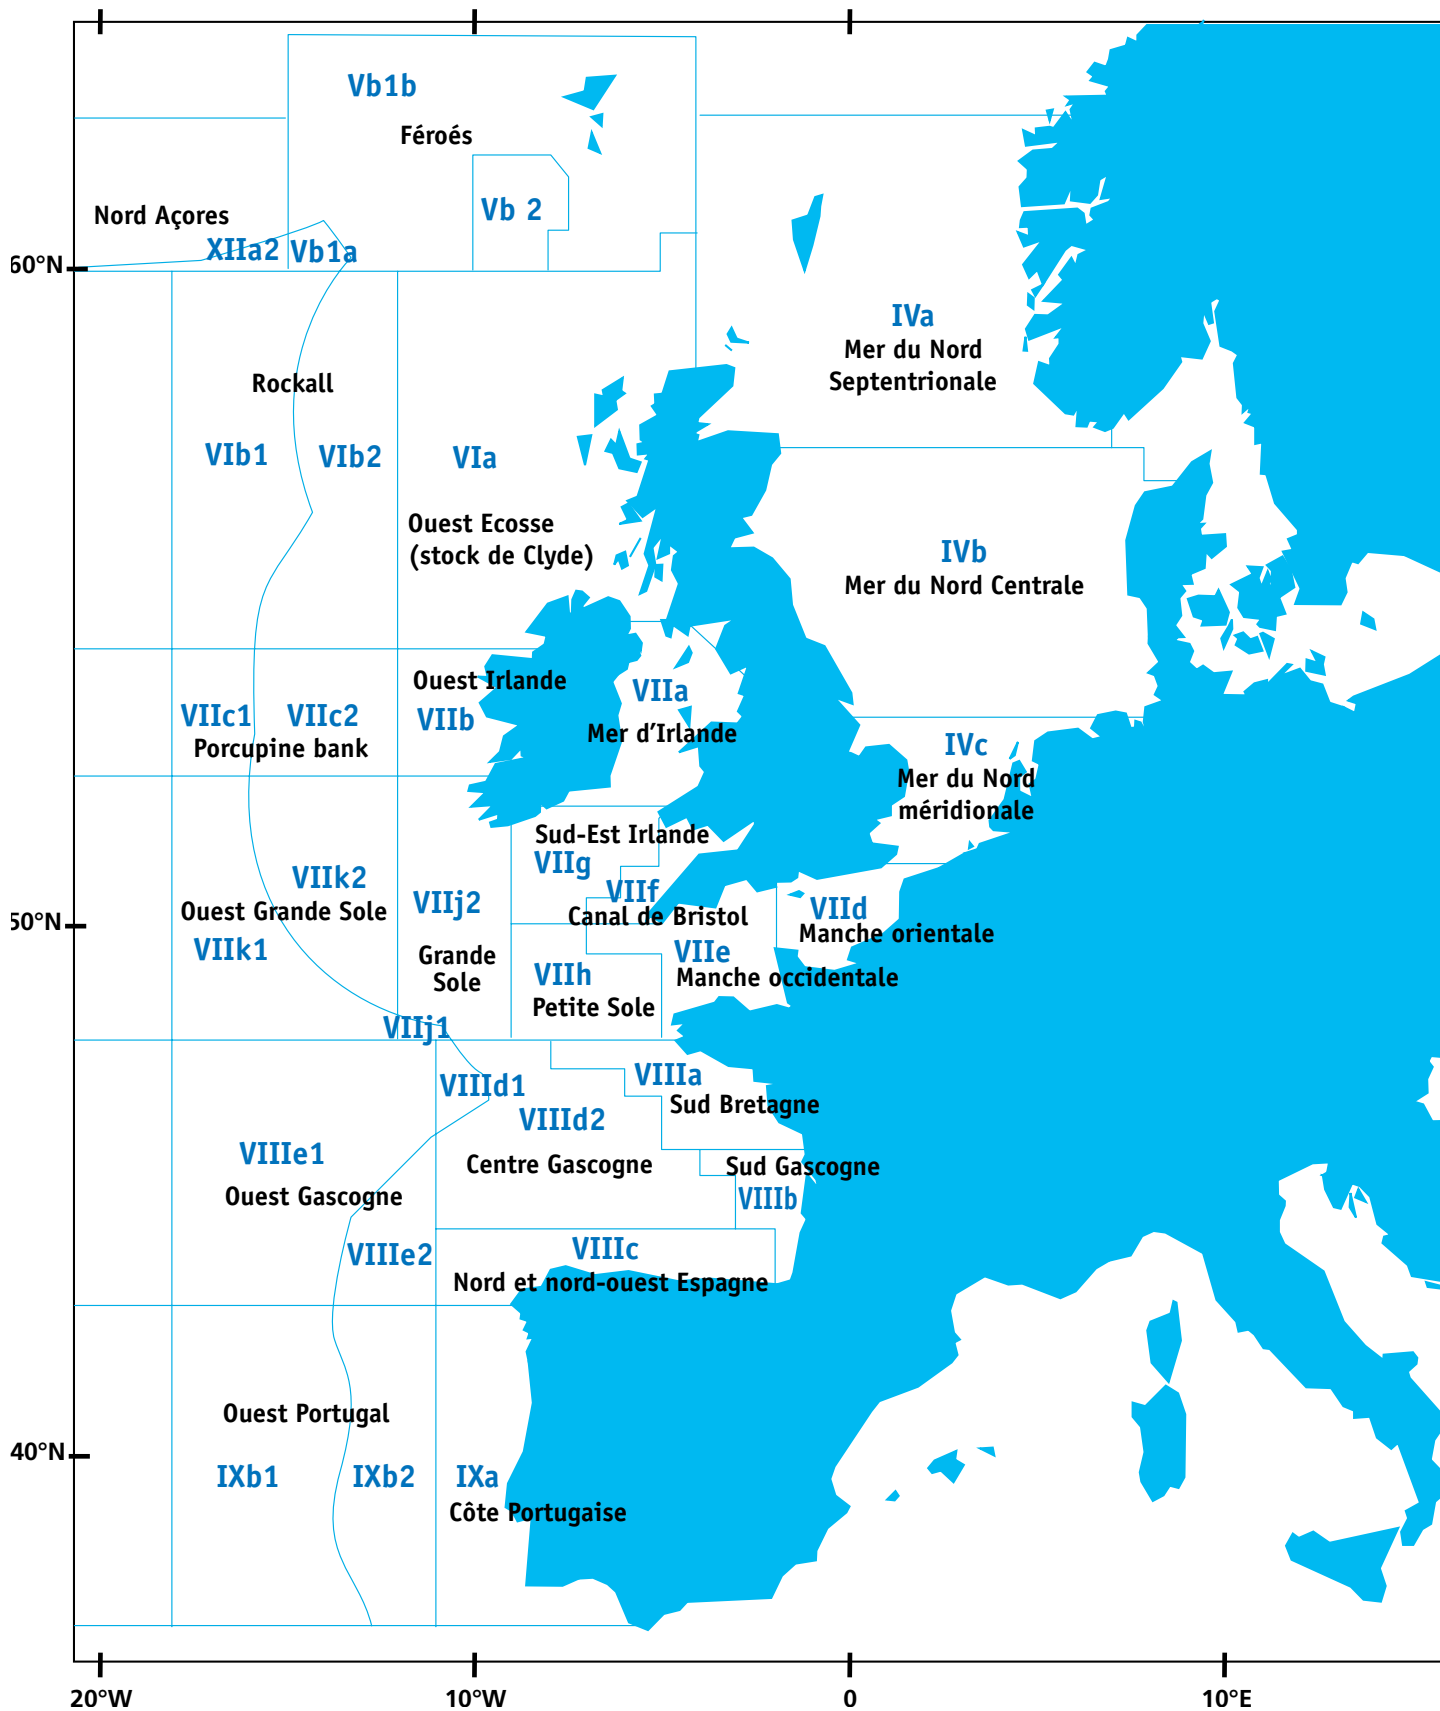 Vb1b
Féroés
Nord Açores
Vb 2
XIIa2
Vb1a
60°N
IVa
Mer du Nord
Septentrionale
Rockall
VIb1
VIb2
VIa
Ouest Ecosse
(stock de Clyde)
IVb
Mer du Nord Centrale
Ouest Irlande
VIIa
VIIc1
VIIc2
VIIb
Mer d'Irlande
Porcupine bank
IVc
Mer du Nord
méridionale
Sud-Est Irlande
VIIg
VIIk2
VIIf
VIIj2
Ouest Grande Sole
Canal de Bristol
VIId
50°N
Manche orientale
VIIk1
Grande
Sole
VIIe
VIIh
Manche occidentale
Petite Sole
VIIj1
VIIId1
VIIIa
Sud Bretagne
VIIId2
VIIIe1
Centre Gascogne
Sud Gascogne
Ouest Gascogne
VIIIb
VIIIe2
VIIIc
Nord et nord-ouest Espagne
Ouest Portugal
40°N
IXb1
IXb2
IXa
Côte Portugaise
20°W
10°W
0
10°E